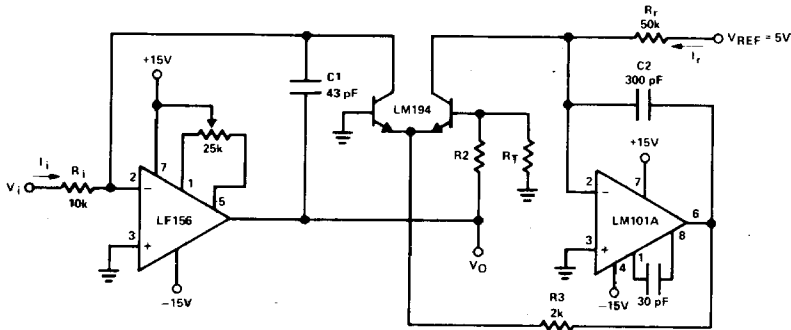 +15V
C1
43 pF
LM194
Rr
50k
VREF = 5V
Ir
C2
300 pF
+15V
25k
7
1
5
Ii
Ri
10k
Vi
2
−
LF156
3
+
−15V
R2
RT
VO
7
2
−
LM101A
6
8
3
+
4
1
−15V
30 pF
R3
2k